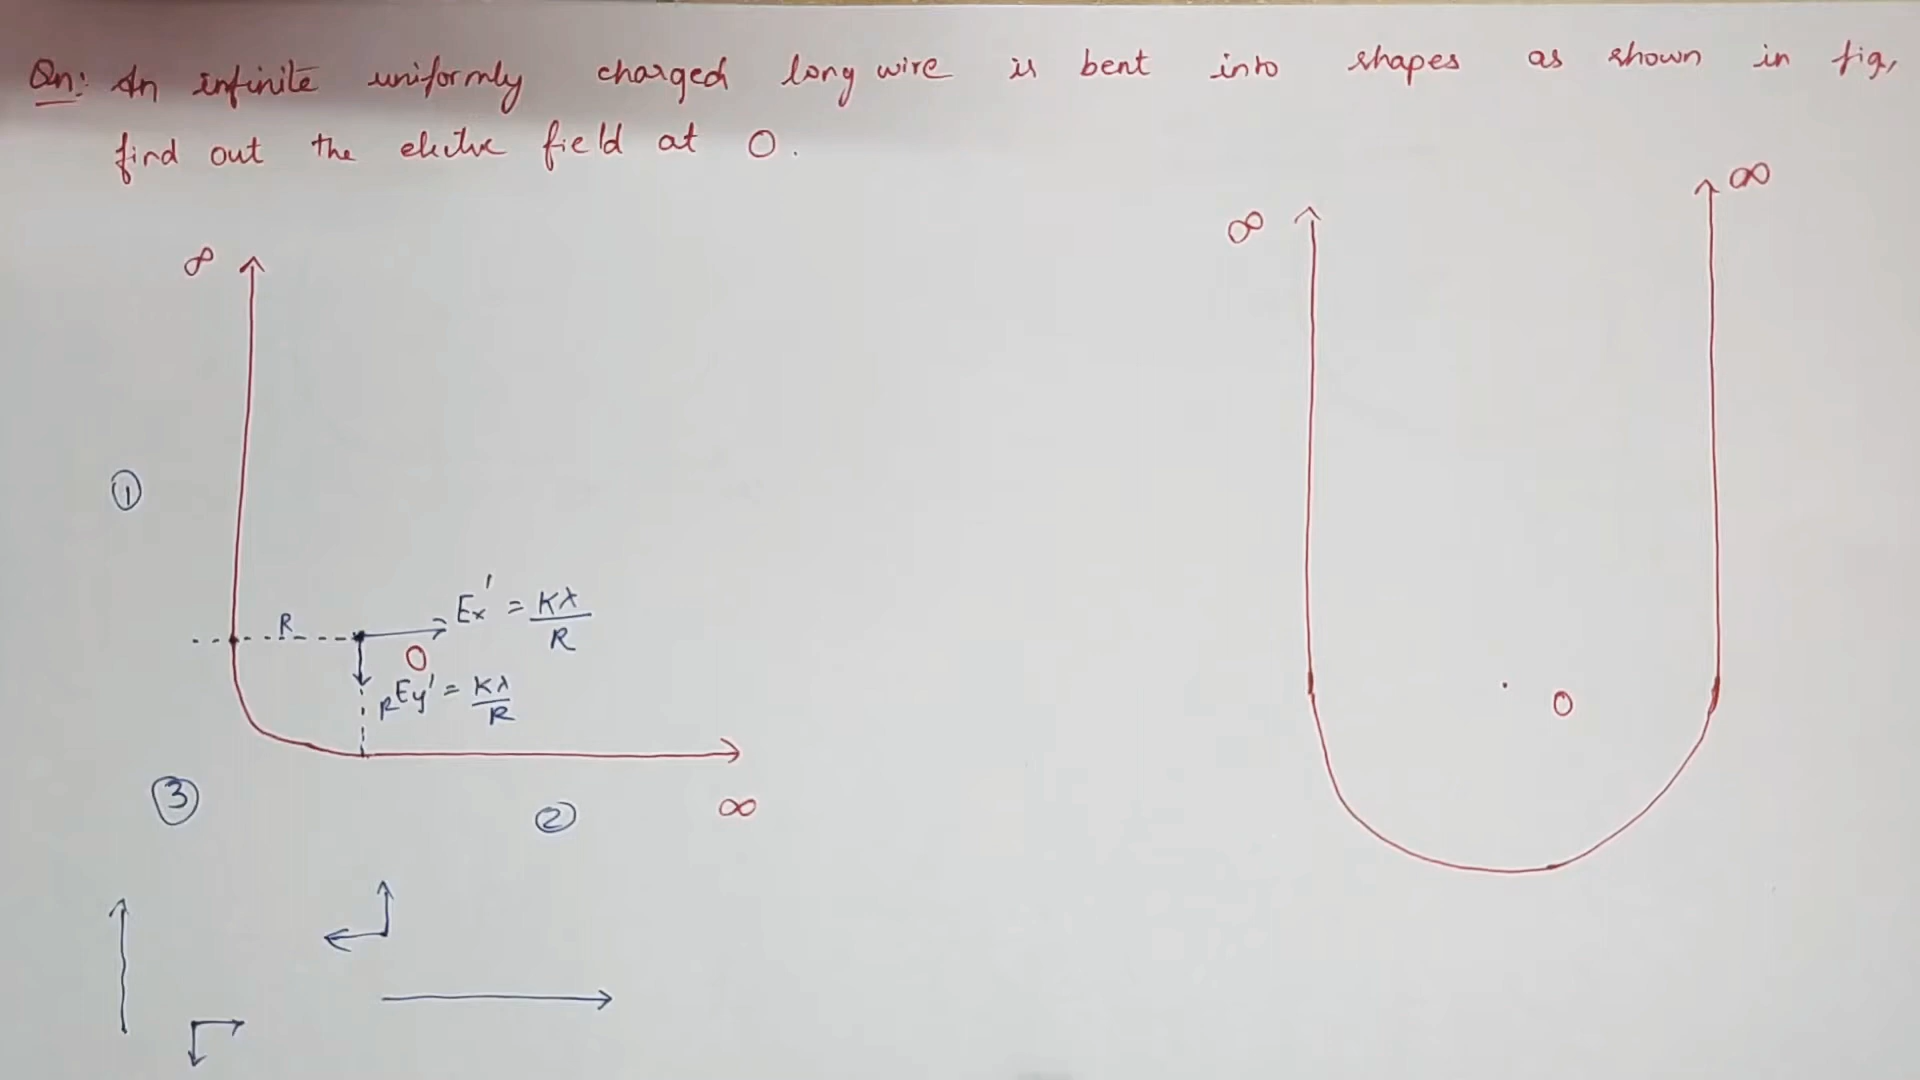 Qn: An infinite uniformly charged long wire is bent into shapes as shown in fig,
find out the electric field at O.
∞
∞
∞
①
R
Ex' = Kλ/R
O
R Ey' = Kλ/R
O
③
②
∞